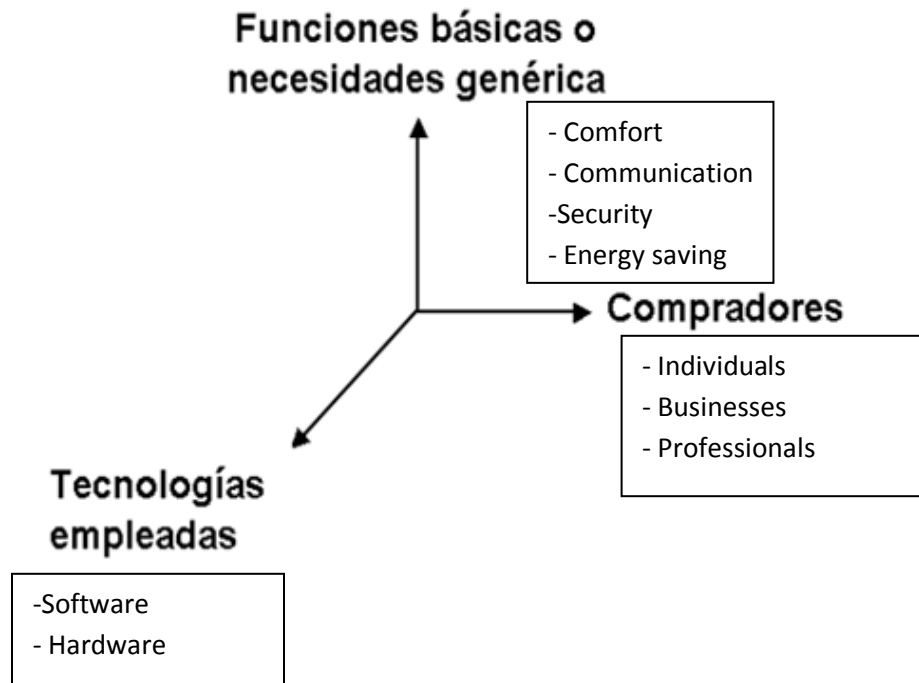 Funciones básicas o
necesidades genérica
- Comfort
- Communication
-Security
- Energy saving
Compradores
- Individuals
- Businesses
- Professionals
Tecnologías
empleadas
-Software
- Hardware